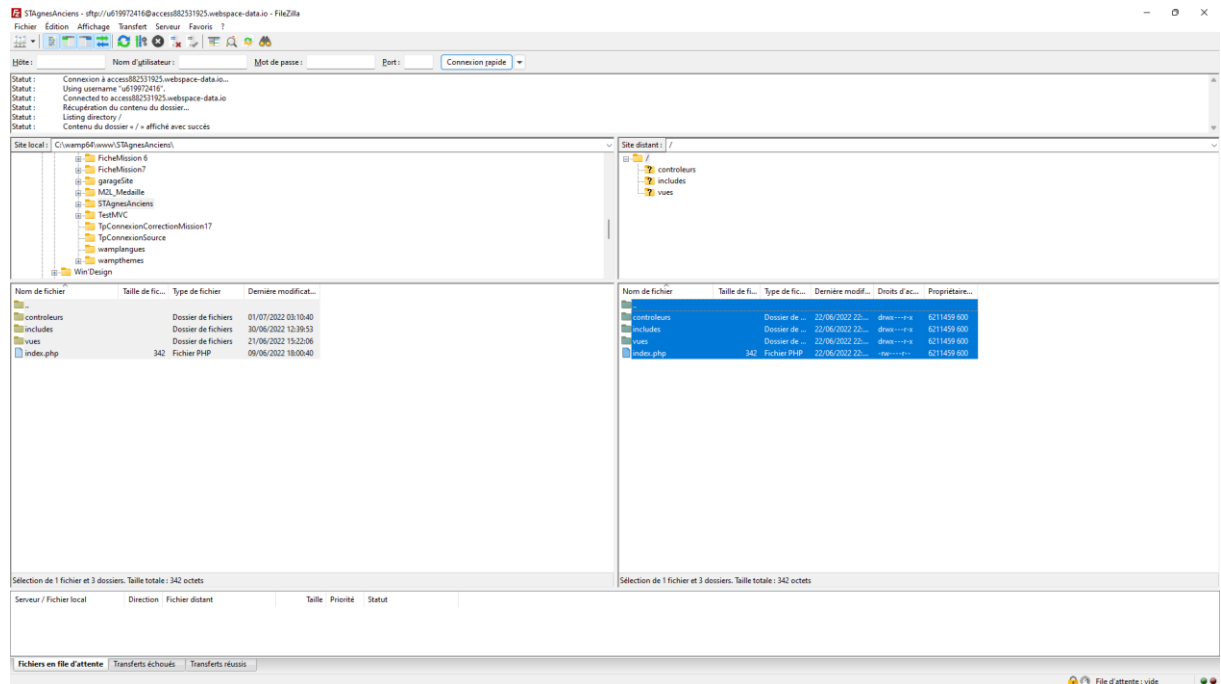 STAgnesAnciens - sftp://u619972416@access882531925.webspace-data.io - FileZilla
Fichier Édition Affichage Transfert Serveur Favoris ?
Hôte : Nom d'utilisateur : Mot de passe : Port : Connexion rapide
Statut : Connexion à access882531925.webspace-data.io...
Statut : Using username "u619972416".
Statut : Connected to access882531925.webspace-data.io
Statut : Récupération du contenu du dossier...
Statut : Listing directory /
Statut : Contenu du dossier « / » affiché avec succès
Site local : C:\wamp64\www\STAgnesAnciens\
FicheMission 6
FicheMission7
garageSite
M2L_Medaille
STAgnesAnciens
TestMVC
TpConnexionCorrectionMission17
TpConnexionSource
wamplangues
wampthemes
Win'Design
Site distant : /
/
controleurs
includes
vues
Nom de fichier Taille de fic... Type de fichier Dernière modificat...
..
controleurs Dossier de fichiers 01/07/2022 03:10:40
includes Dossier de fichiers 30/06/2022 12:39:53
vues Dossier de fichiers 21/06/2022 15:22:06
index.php 342 Fichier PHP 09/06/2022 18:00:40
Sélection de 1 fichier et 3 dossiers. Taille totale : 342 octets
Nom de fichier Taille de fi... Type de fic... Dernière modif... Droits d'ac... Propriétaire...
..
controleurs Dossier de ... 22/06/2022 22:... drwx---r-x 6211459 600
includes Dossier de ... 22/06/2022 22:... drwx---r-x 6211459 600
vues Dossier de ... 22/06/2022 22:... drwx---r-x 6211459 600
index.php 342 Fichier PHP 22/06/2022 22:... -rw----r-- 6211459 600
Sélection de 1 fichier et 3 dossiers. Taille totale : 342 octets
Serveur / Fichier local Direction Fichier distant Taille Priorité Statut
Fichiers en file d'attente Transferts échoués Transferts réussis
File d'attente : vide